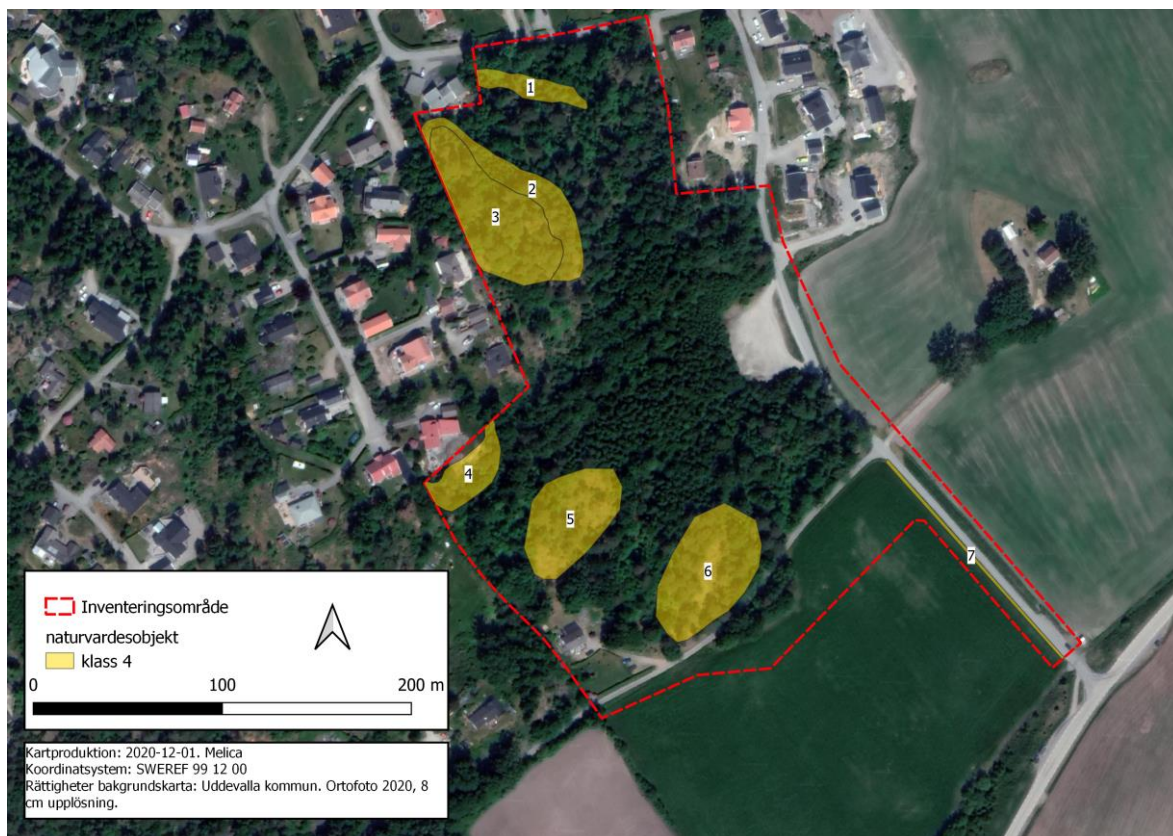 1
2
3
4
5
6
7
Inventeringsområde
naturvardesobjekt
klass 4
0 100 200 m
Kartproduktion: 2020-12-01. Melica
Koordinatsystem: SWEREF 99 12 00
Rättigheter bakgrundskarta: Uddevalla kommun. Ortofoto 2020, 8
cm upplösning.